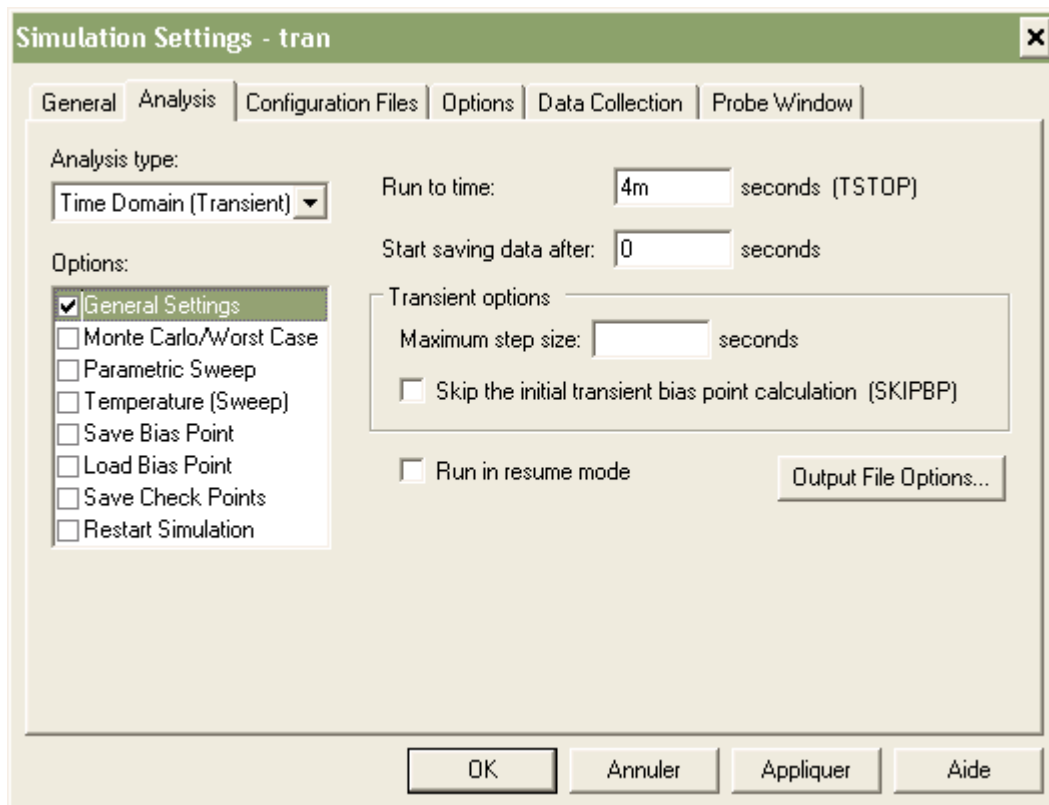 Simulation Settings - tran
General Analysis Configuration Files Options Data Collection Probe Window
Analysis type:
Time Domain (Transient)
Options:
General Settings
Monte Carlo/Worst Case
Parametric Sweep
Temperature (Sweep)
Save Bias Point
Load Bias Point
Save Check Points
Restart Simulation
Run to time: 4m seconds (TSTOP)
Start saving data after: 0 seconds
Transient options
Maximum step size: seconds
Skip the initial transient bias point calculation (SKIPBP)
Run in resume mode
Output File Options...
OK Annuler Appliquer Aide